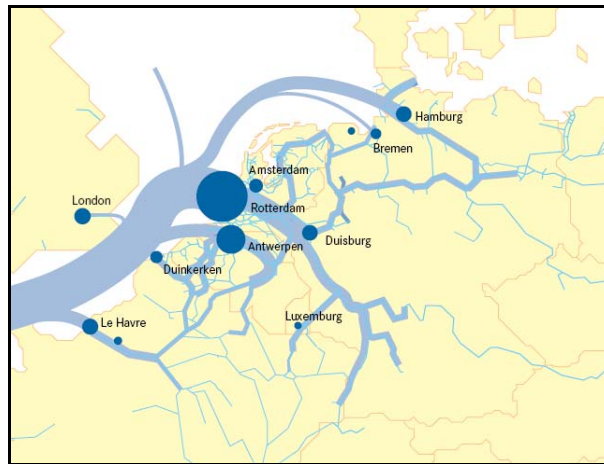 Hamburg
Bremen
Amsterdam
London
Rotterdam
Antwerpen
Duisburg
Duinkerken
Luxemburg
Le Havre